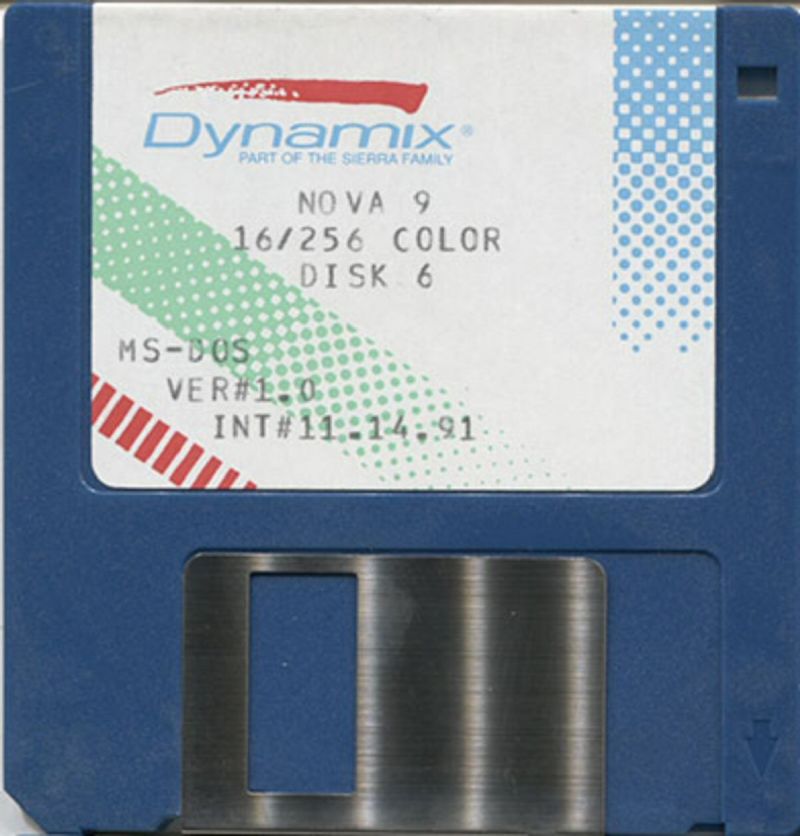 Dynamix®
PART OF THE SIERRA FAMILY
NOVA 9
16/256 COLOR
DISK 6
MS-DOS
VER#1.0
INT#11.14.91